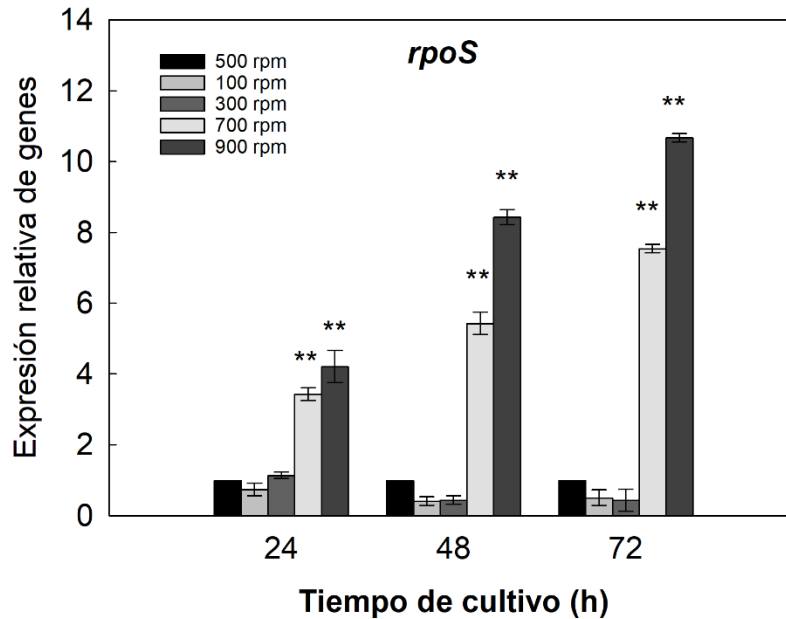 rpoS
500 rpm
100 rpm
300 rpm
700 rpm
900 rpm
Expresión relativa de genes
14
12
10
8
6
4
2
0
**
**
**
**
**
**
24
48
72
Tiempo de cultivo (h)